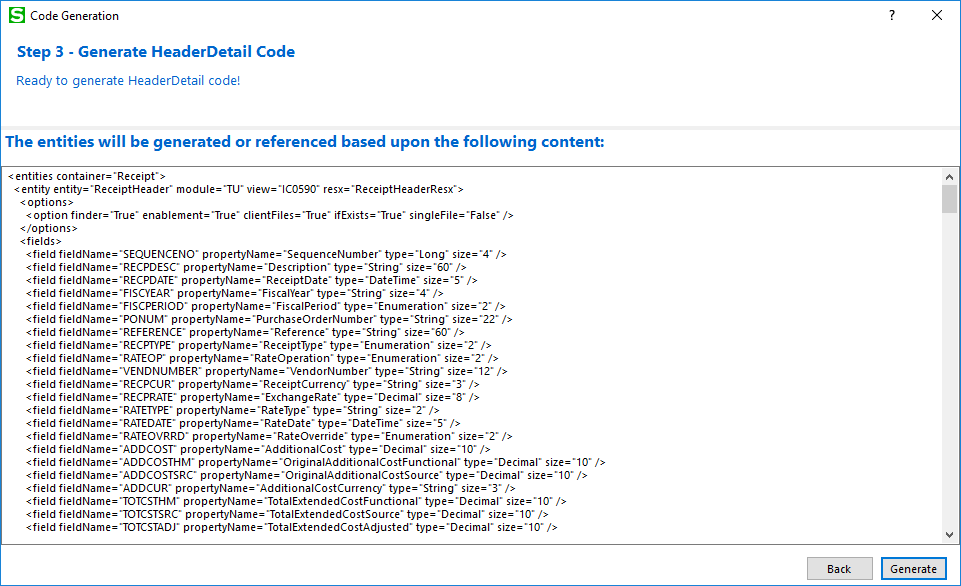 S Code Generation ?
Step 3 - Generate HeaderDetail Code
Ready to generate HeaderDetail code!
The entities will be generated or referenced based upon the following content:
<entities container="Receipt">
<entity entity="ReceiptHeader" module="TU" view="IC0590" resx="ReceiptHeaderResx">
<options>
<option finder="True" enablement="True" clientFiles="True" ifExists="True" singleFile="False" />
</options>
<fields>
<field fieldName="SEQUENCENO" propertyName="SequenceNumber" type="Long" size="4" />
<field fieldName="RECPDESC" propertyName="Description" type="String" size="60" />
<field fieldName="RECPDATE" propertyName="ReceiptDate" type="DateTime" size="5" />
<field fieldName="FISCYEAR" propertyName="FiscalYear" type="String" size="4" />
<field fieldName="FISCPERIOD" propertyName="FiscalPeriod" type="Enumeration" size="2" />
<field fieldName="PONUM" propertyName="PurchaseOrderNumber" type="String" size="22" />
<field fieldName="REFERENCE" propertyName="Reference" type="String" size="60" />
<field fieldName="RECPTYPE" propertyName="ReceiptType" type="Enumeration" size="2" />
<field fieldName="RATEOP" propertyName="RateOperation" type="Enumeration" size="2" />
<field fieldName="VENDNUMBER" propertyName="VendorNumber" type="String" size="12" />
<field fieldName="RECPCUR" propertyName="ReceiptCurrency" type="String" size="3" />
<field fieldName="RECPRATE" propertyName="ExchangeRate" type="Decimal" size="8" />
<field fieldName="RATETYPE" propertyName="RateType" type="String" size="2" />
<field fieldName="RATEDATE" propertyName="RateDate" type="DateTime" size="5" />
<field fieldName="RATEOVRRD" propertyName="RateOverride" type="Enumeration" size="2" />
<field fieldName="ADDCOST" propertyName="AdditionalCost" type="Decimal" size="10" />
<field fieldName="ADDCOSTHM" propertyName="OriginalAdditionalCostFunctional" type="Decimal" size="10" />
<field fieldName="ADDCOSTSRC" propertyName="OriginalAdditionalCostSource" type="Decimal" size="10" />
<field fieldName="ADDCUR" propertyName="AdditionalCostCurrency" type="String" size="3" />
<field fieldName="TOTCSTHM" propertyName="TotalExtendedCostFunctional" type="Decimal" size="10" />
<field fieldName="TOTCSTSRC" propertyName="TotalExtendedCostSource" type="Decimal" size="10" />
<field fieldName="TOTCSTADJ" propertyName="TotalExtendedCostAdjusted" type="Decimal" size="10" />
Back Generate